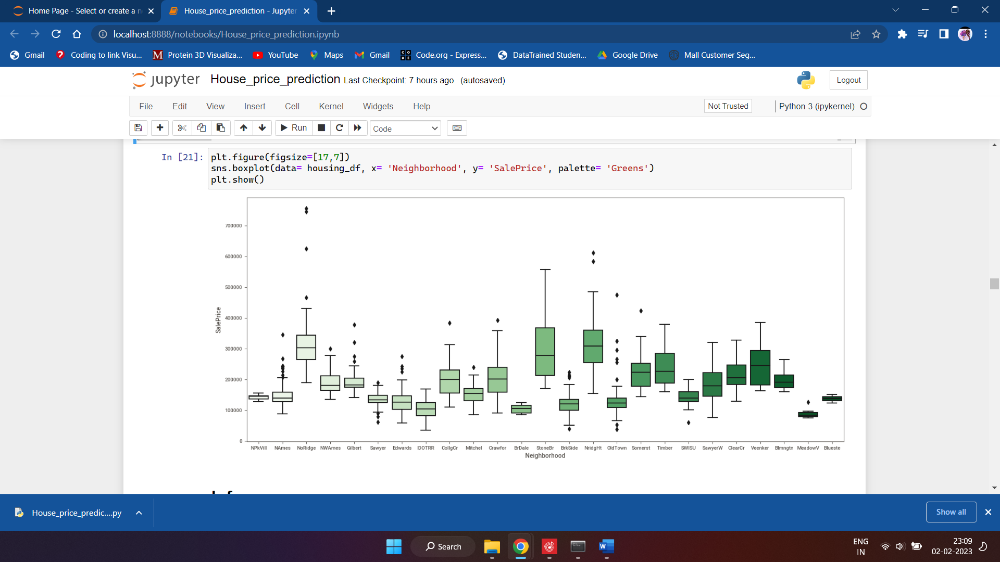 Home Page - Select or create a n
House_price_prediction - Jupyter
localhost:8888/notebooks/House_price_prediction.ipynb
Gmail Coding to link Visu... Protein 3D Visualiza... YouTube Maps Gmail Code.org - Express... DataTrained Studen... Google Drive Mall Customer Seg...
jupyter House_price_prediction Last Checkpoint: 7 hours ago (autosaved) Logout
File Edit View Insert Cell Kernel Widgets Help Not Trusted Python 3 (ipykernel)
Run Code
In [21]:
plt.figure(figsize=[17,7])
sns.boxplot(data= housing_df, x= 'Neighborhood', y= 'SalePrice', palette= 'Greens')
plt.show()
700000
600000
500000
400000
300000
200000
100000
0
SalePrice
NPkVill NAmes NoRidge NWAmes Gilbert Sawyer Edwards IDOTRR CollgCr Mitchel Crawfor BrDale StoneBr BrkSide NridgHt OldTown Somerst Timber SWISU SawyerW ClearCr Veenker Blmngtn MeadowV Blueste
Neighborhood
House_price_predic....py
Show all
Search
ENG
IN
23:09
02-02-2023